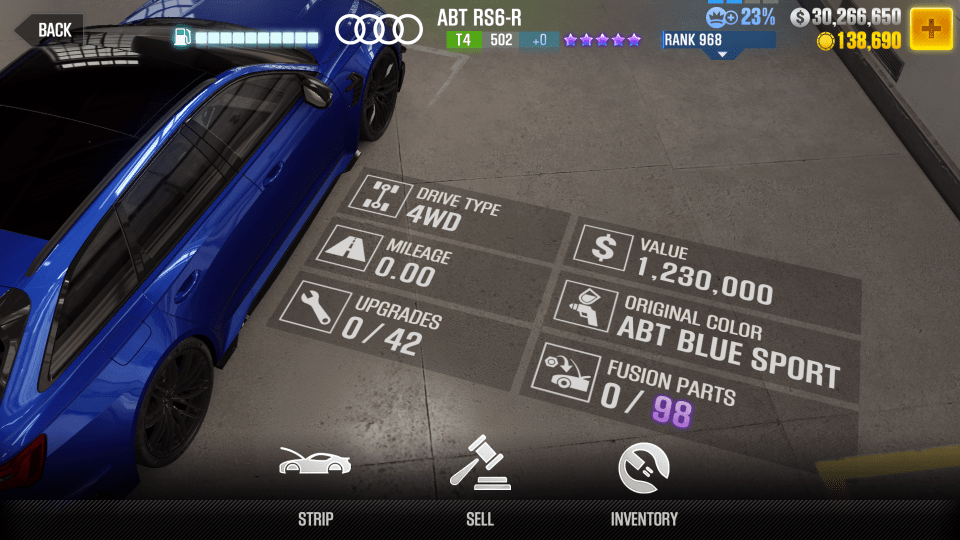 BACK
ABT RS6-R
T4 502 +0
23%
RANK 968
30,266,650
138,690
DRIVE TYPE
4WD
MILEAGE
0.00
UPGRADES
0/42
VALUE
1,230,000
ORIGINAL COLOR
ABT BLUE SPORT
FUSION PARTS
0/98
STRIP
SELL
INVENTORY